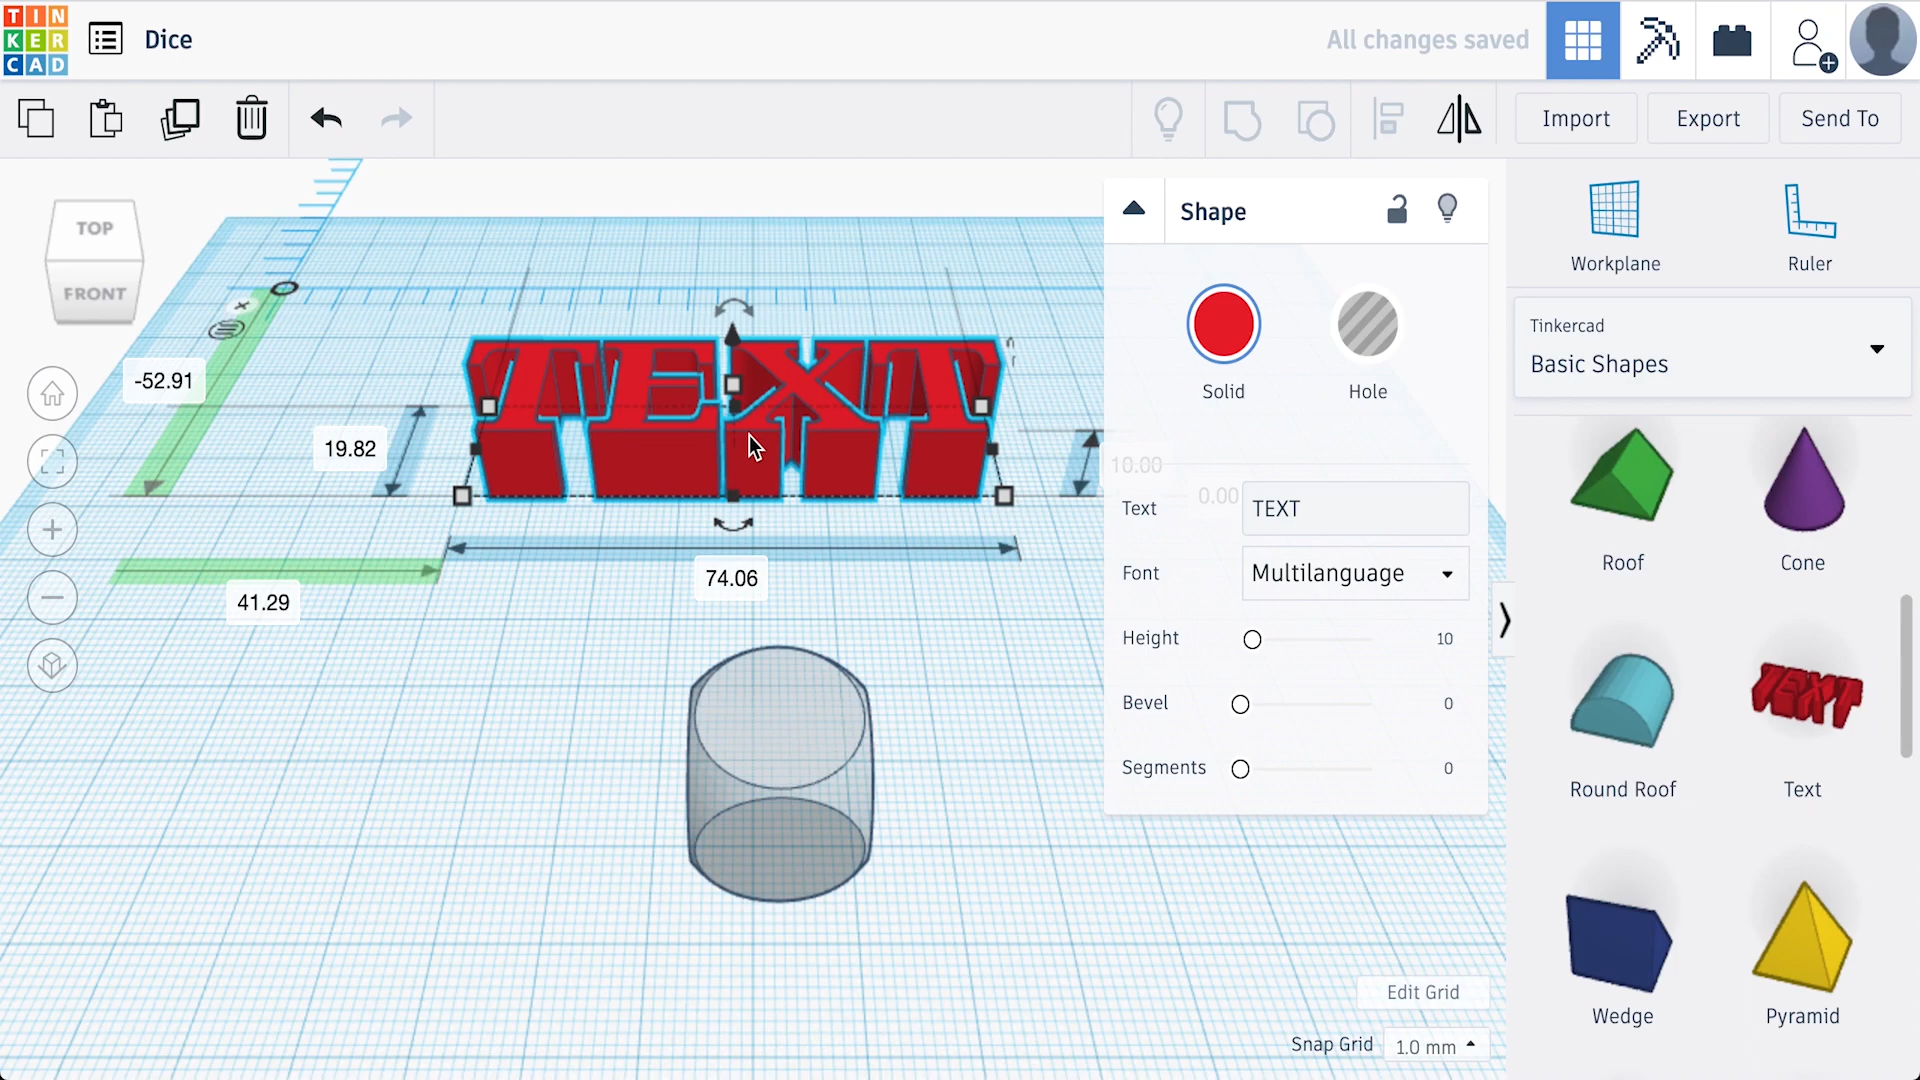 TIN
KER
CAD
Dice
All changes saved
Import
Export
Send To
TOP
FRONT
Shape
Workplane
Ruler
Tinkercad
Basic Shapes
Solid
Hole
-52.91
19.82
41.29
74.06
10.00
0.00
TEXT
Text
TEXT
Font
Multilanguage
Height
10
Bevel
0
Segments
0
Roof
Cone
Round Roof
TEXT
Text
Wedge
Pyramid
Edit Grid
Snap Grid
1.0 mm